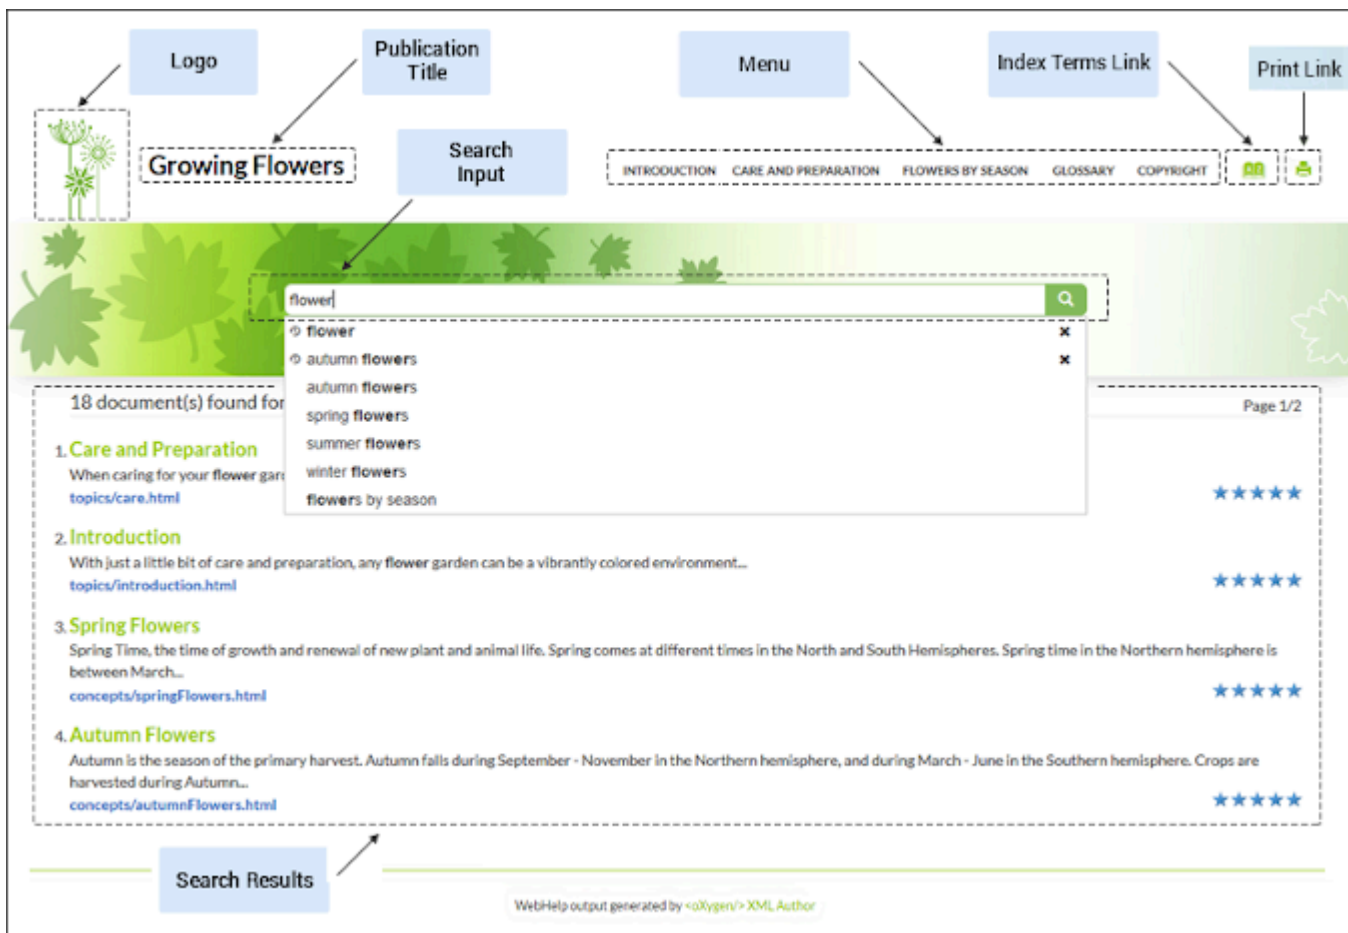 Logo
Publication
Title
Menu
Index Terms Link
Print Link
Growing Flowers
Search
Input
INTRODUCTION CARE AND PREPARATION FLOWERS BY SEASON GLOSSARY COPYRIGHT
flower
flower
autumn flowers
autumn flowers
spring flowers
summer flowers
winter flowers
flowers by season
18 document(s) found for
Page 1/2
1. Care and Preparation
When caring for your flower gar
topics/care.html
2. Introduction
With just a little bit of care and preparation, any flower garden can be a vibrantly colored environment...
topics/introduction.html
3. Spring Flowers
Spring Time, the time of growth and renewal of new plant and animal life. Spring comes at different times in the North and South Hemispheres. Spring time in the Northern hemisphere is
between March...
concepts/springFlowers.html
4. Autumn Flowers
Autumn is the season of the primary harvest. Autumn falls during September - November in the Northern hemisphere, and during March - June in the Southern hemisphere. Crops are
harvested during Autumn...
concepts/autumnFlowers.html
Search Results
WebHelp output generated by <oXygen/> XML Author